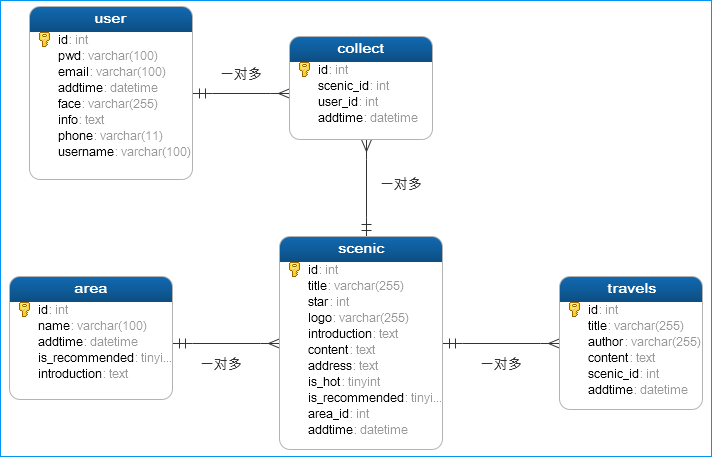 user
id: int
pwd: varchar(100)
email: varchar(100)
addtime: datetime
face: varchar(255)
info: text
phone: varchar(11)
username: varchar(100)
一对多
collect
id: int
scenic_id: int
user_id: int
addtime: datetime
一对多
area
id: int
name: varchar(100)
addtime: datetime
is_recommended: tinyi...
introduction: text
一对多
scenic
id: int
title: varchar(255)
star: int
logo: varchar(255)
introduction: text
content: text
address: text
is_hot: tinyint
is_recommended: tinyi...
area_id: int
addtime: datetime
一对多
travels
id: int
title: varchar(255)
author: varchar(255)
content: text
scenic_id: int
addtime: datetime